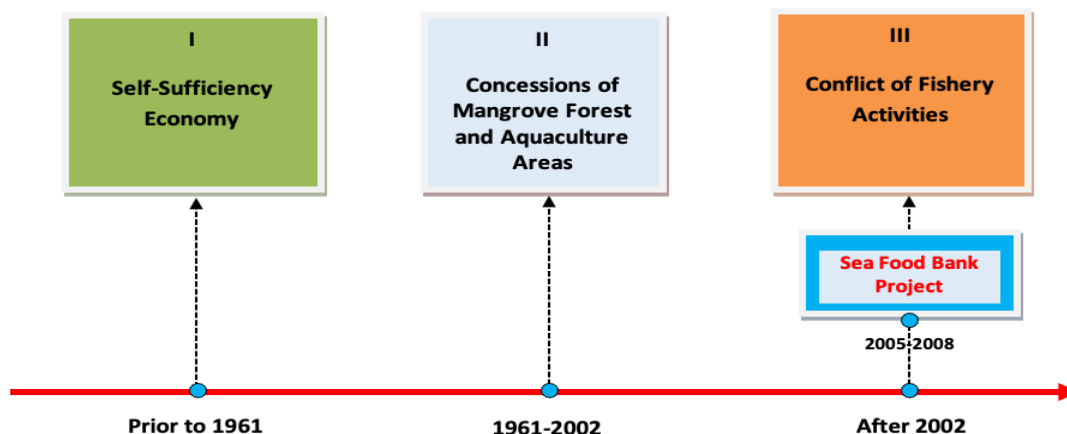 I
Self-Sufficiency
Economy
II
Concessions of
Mangrove Forest
and Aquaculture
Areas
III
Conflict of Fishery
Activities
Sea Food Bank
Project
2005-2008
Prior to 1961
1961-2002
After 2002